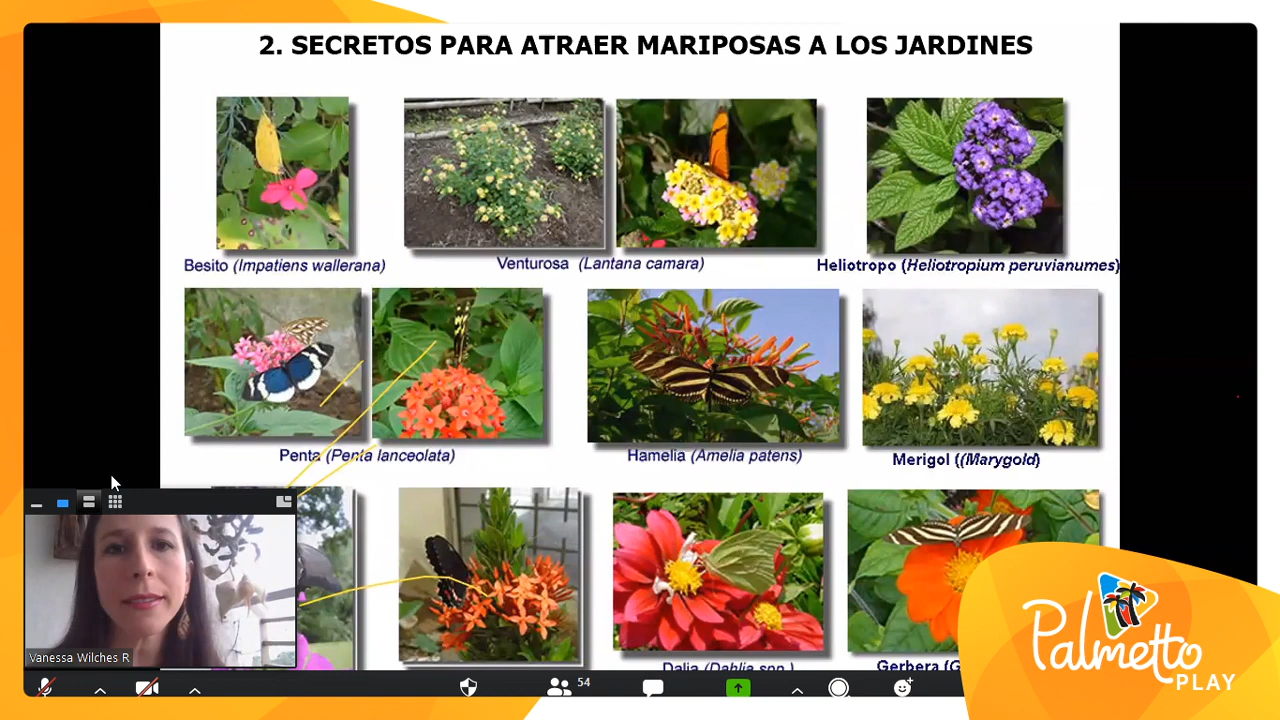 2. SECRETOS PARA ATRAER MARIPOSAS A LOS JARDINES
Besito (Impatiens wallerana)
Venturosa (Lantana camara)
Heliotropo (Heliotropium peruvianumes)
Penta (Penta lanceolata)
Hamelia (Amelia patens)
Merigol ((Marygold)
Dalia (Dahlia spp.)
Gerbera (G
Vanessa Wilches R
54
Palmetto
PLAY